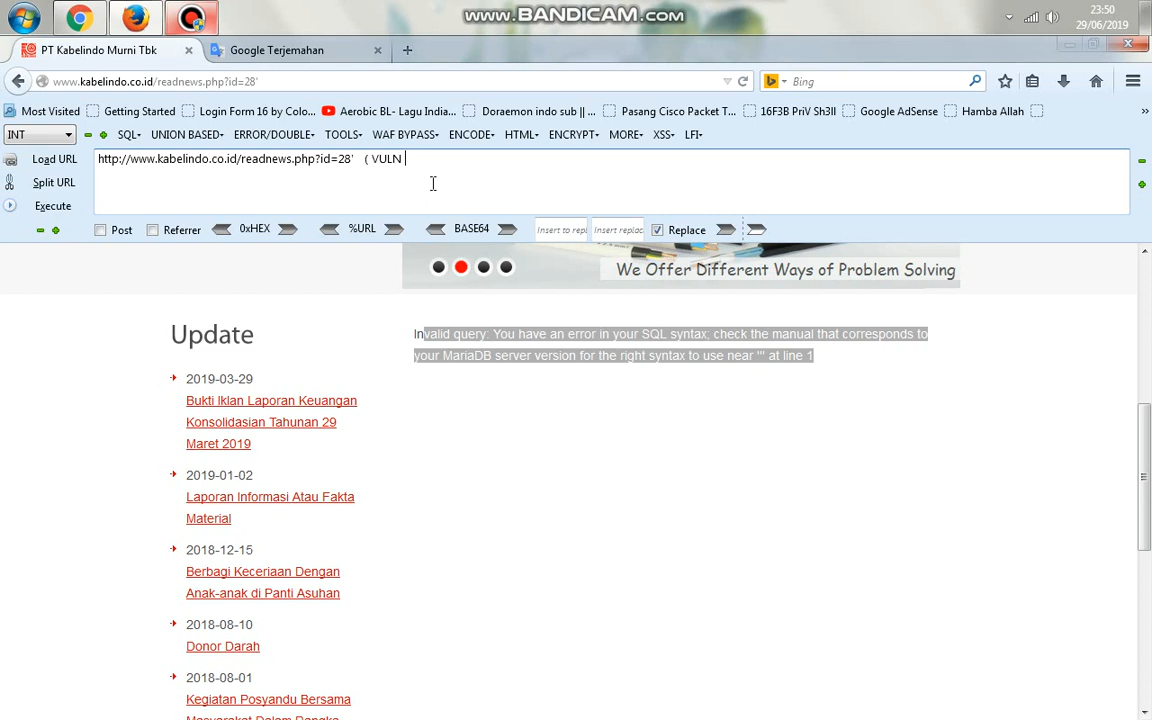 www.BANDICAM.com
23:50
29/06/2019
PT Kabelindo Murni Tbk
Google Terjemahan
www.kabelindo.co.id/readnews.php?id=28'
Bing
Most Visited
Getting Started
Login Form 16 by Colo...
Aerobic BL- Lagu India...
Doraemon indo sub || ...
Pasang Cisco Packet T...
16F3B PriV Sh3ll
Google AdSense
Hamba Allah
INT
SQL
UNION BASED
ERROR/DOUBLE
TOOLS
WAF BYPASS
ENCODE
HTML
ENCRYPT
MORE
XSS
LFI
Load URL
http://www.kabelindo.co.id/readnews.php?id=28' ( VULN
Split URL
Execute
Post
Referrer
0xHEX
%URL
BASE64
Insert to repl
Insert replac
Replace
We Offer Different Ways of Problem Solving
Update
Invalid query: You have an error in your SQL syntax; check the manual that corresponds to
your MariaDB server version for the right syntax to use near ''' at line 1
2019-03-29
Bukti Iklan Laporan Keuangan
Konsolidasian Tahunan 29
Maret 2019
2019-01-02
Laporan Informasi Atau Fakta
Material
2018-12-15
Berbagi Keceriaan Dengan
Anak-anak di Panti Asuhan
2018-08-10
Donor Darah
2018-08-01
Kegiatan Posyandu Bersama
Masyarakat Dalam Rangka